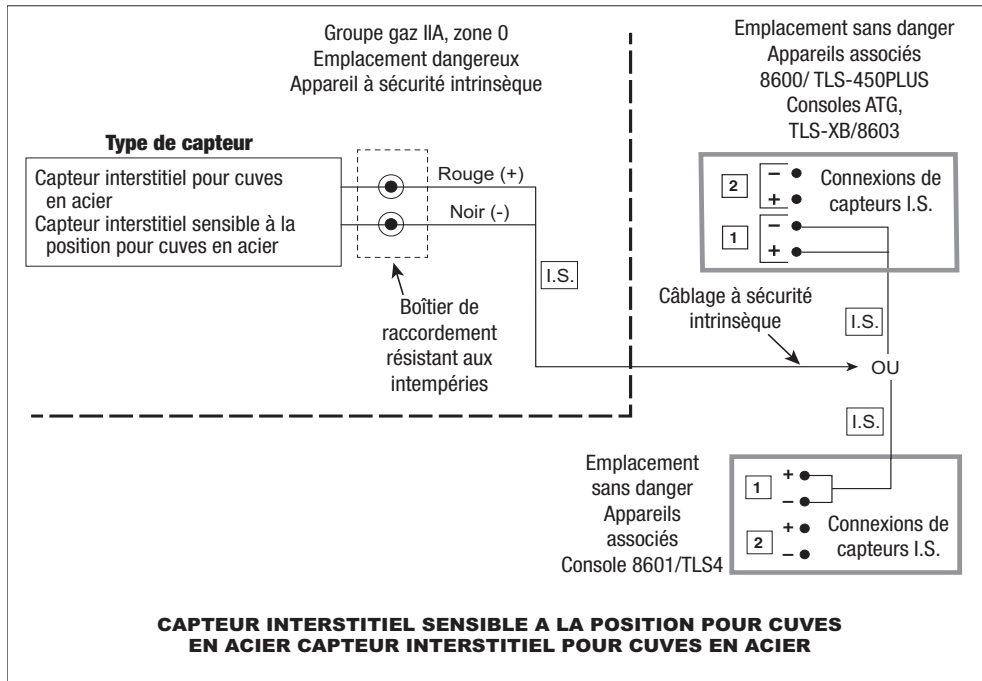 Groupe gaz IIA, zone 0
Emplacement dangereux
Appareil à sécurité intrinsèque
Emplacement sans danger
Appareils associés
8600/ TLS-450PLUS
Consoles ATG,
TLS-XB/8603
Type de capteur
Capteur interstitiel pour cuves
en acier
Capteur interstitiel sensible à la
position pour cuves en acier
Rouge (+)
Noir (-)
I.S.
Boîtier de
raccordement
résistant aux
intempéries
2
–
+
1
–
+
Connexions de
capteurs I.S.
Câblage à sécurité
intrinsèque
I.S.
OU
I.S.
Emplacement
sans danger
Appareils
associés
Console 8601/TLS4
1
+
–
2
+
–
Connexions de
capteurs I.S.
CAPTEUR INTERSTITIEL SENSIBLE A LA POSITION POUR CUVES
EN ACIER CAPTEUR INTERSTITIEL POUR CUVES EN ACIER